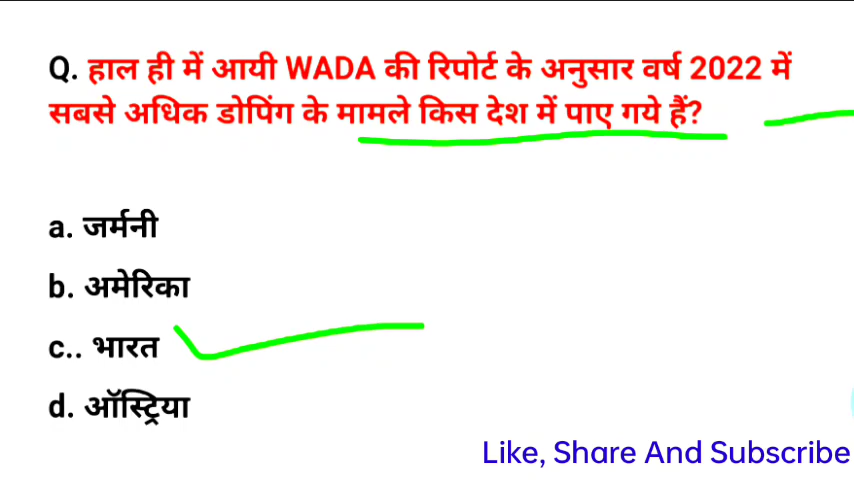 Q. हाल ही में आयी WADA की रिपोर्ट के अनुसार वर्ष 2022 में
सबसे अधिक डोपिंग के मामले किस देश में पाए गये हैं?
a. जर्मनी
b. अमेरिका
c.. भारत
d. ऑस्ट्रिया
Like, Share And Subscribe